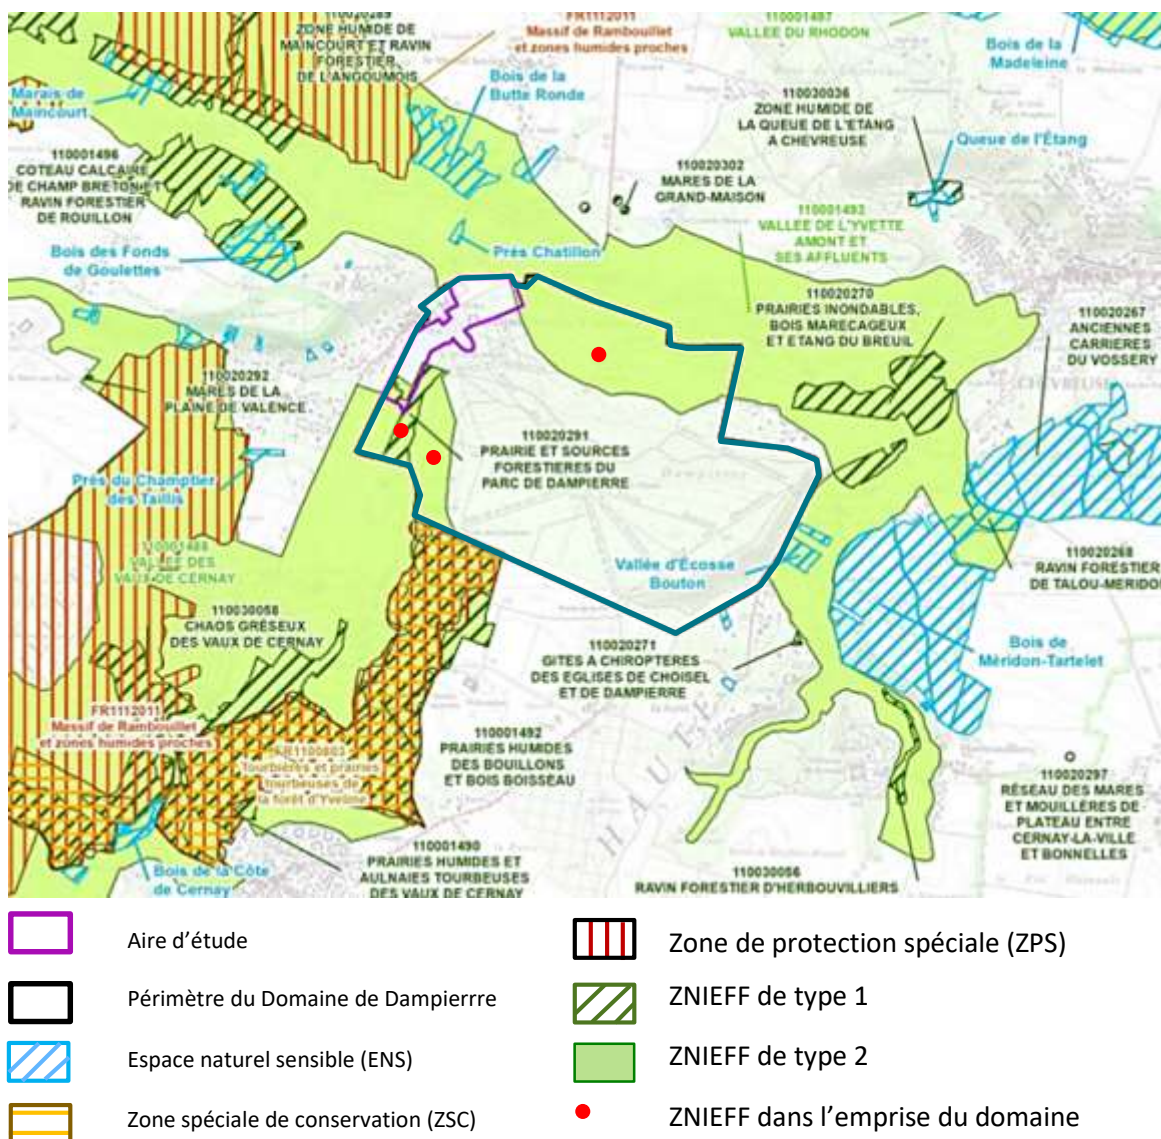 110020289
ZONE HUMIDE DE
MAINCOURT ET RAVIN
FORESTIER
DE L'ANGOUMOIS
FR1112011
Massif de Rambouillet
et zones humides proches
110001497
VALLEE DU RHODON
Bois de la
Madeleine
Marais de
Maincourt
Bois de la
Butte Ronde
110030036
ZONE HUMIDE DE
LA QUEUE DE L'ETANG
A CHEVREUSE
Queue de l'Étang
110001496
COTEAU CALCAIRE
DE CHAMP BRETON ET
RAVIN FORESTIER
DE ROUILLON
110020302
MARES DE LA
GRAND-MAISON
110001493
VALLEE DE L'YVETTE
AMONT ET
SES AFFLUENTS
Bois des Fonds
de Goulettes
Prés Chatillon
110020270
PRAIRIES INONDABLES,
BOIS MARECAGEUX
ET ETANG DU BREUIL
110020267
ANCIENNES
CARRIERES
DU VOSSERY
CHEVREUSE
110020292
MARES DE LA
PLAINE DE VALENCE
110020291
PRAIRIE ET SOURCES
FORESTIERES DU
PARC DE DAMPIERRE
Dampierre
Prés du Champtier
des Taillis
110001488
VALLEE DES
VAUX DE CERNAY
Vallée d'Écosse
Bouton
110020268
RAVIN FORESTIER
DE TALOU-MERIDON
110030058
CHAOS GRÉSEUX
DES VAUX DE CERNAY
110020271
GITES A CHIROPTERES
DES EGLISES DE CHOISEL
ET DE DAMPIERRE
Bois de
Méridon-Tartelet
FR1112011
Massif de Rambouillet
et zones humides proches
FR1100803
Tourbières et prairies
tourbeuses de
la forêt d'Yveline
110001492
PRAIRIES HUMIDES
DES BOUILLONS
ET BOIS BOISSEAU
HAUTE
110020297
RÉSEAU DES MARES
ET MOUILLÈRES DE
PLATEAU ENTRE
CERNAY-LA-VILLE
ET BONNELLES
Bois de la Côte
de Cernay
110001490
PRAIRIES HUMIDES ET
AULNAIES TOURBEUSES
DES VAUX DE CERNAY
110030056
RAVIN FORESTIER D'HERBOUVILLIERS
Aire d'étude
Périmètre du Domaine de Dampierrre
Espace naturel sensible (ENS)
Zone spéciale de conservation (ZSC)
Zone de protection spéciale (ZPS)
ZNIEFF de type 1
ZNIEFF de type 2
ZNIEFF dans l'emprise du domaine